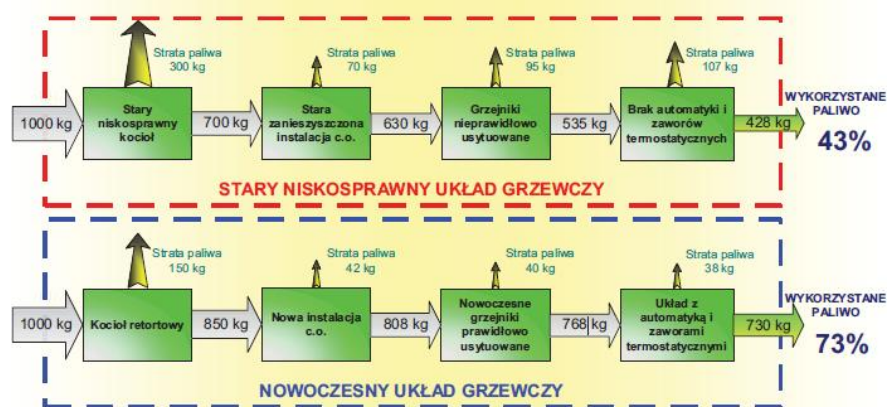 Strata paliwa
300 kg
Strata paliwa
70 kg
Strata paliwa
95 kg
Strata paliwa
107 kg
1000 kg
Stary
niskosprawny
kocioł
700 kg
Stara
zanieszyszczona
instalacja c.o.
630 kg
Grzejniki
nieprawidłowo
usytuowane
535 kg
Brak automatyki i
zaworów
termostatycznych
428 kg
WYKORZYSTANE
PALIWO
43%
STARY NISKOSPRAWNY UKŁAD GRZEWCZY
Strata paliwa
150 kg
Strata paliwa
42 kg
Strata paliwa
40 kg
Strata paliwa
38 kg
1000 kg
Kocioł retortowy
850 kg
Nowa instalacja
c.o.
808 kg
Nowoczesne
grzejniki
prawidłowo
usytuowane
768 kg
Układ z
automatyką i
zaworami
termostatycznymi
730 kg
WYKORZYSTANE
PALIWO
73%
NOWOCZESNY UKŁAD GRZEWCZY